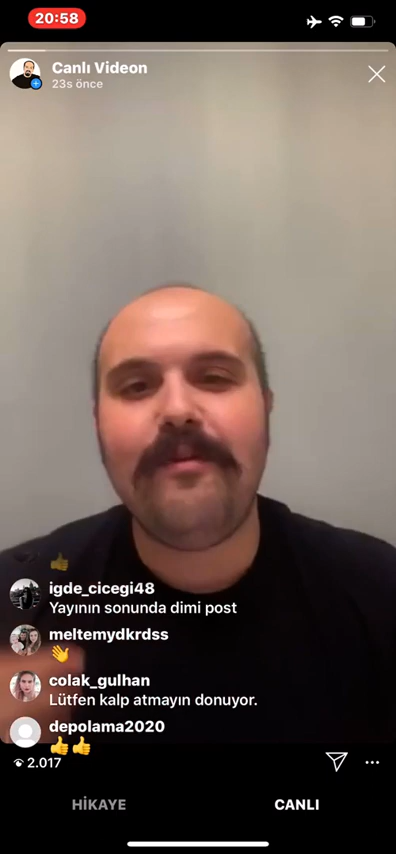 20:58
Canlı Videon
23s önce
👍
igde_cicegi48
Yayının sonunda dimi post
meltemydkrdss
👋
colak_gulhan
Lütfen kalp atmayın donuyor.
depolama2020
👍👍
2.017
HİKAYE
CANLI